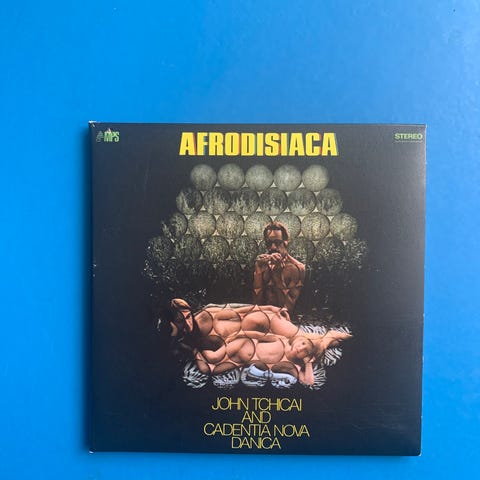 MPS
AFRODISIACA
STEREO
JOHN TCHICAI
AND
CADENTIA NOVA
DANICA